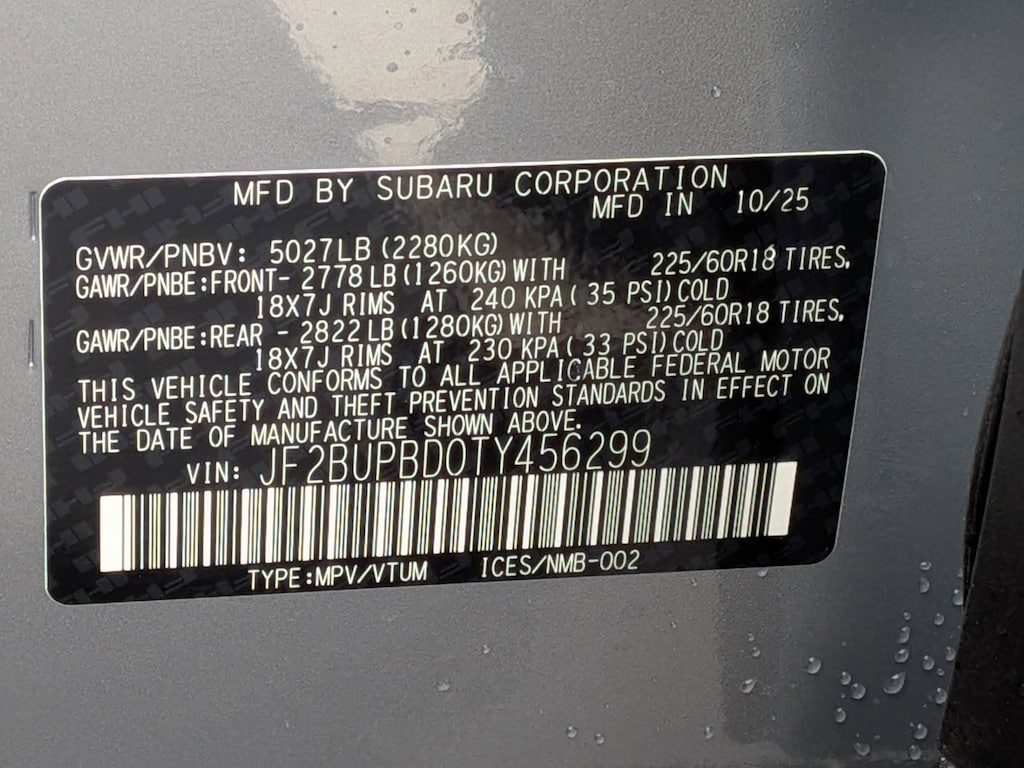 MFD BY SUBARU CORPORATION
MFD IN 10/25
GVWR/PNBV: 5027LB (2280KG)
GAWR/PNBE:FRONT- 2778 LB (1260KG) WITH 225/60R18 TIRES,
18X7J RIMS AT 240 KPA ( 35 PSI) COLD
GAWR/PNBE:REAR - 2822 LB (1280KG) WITH 225/60R18 TIRES,
18X7J RIMS AT 230 KPA ( 33 PSI) COLD
THIS VEHICLE CONFORMS TO ALL APPLICABLE FEDERAL MOTOR
VEHICLE SAFETY AND THEFT PREVENTION STANDARDS IN EFFECT ON
THE DATE OF MANUFACTURE SHOWN ABOVE.
VIN: JF2BUPBD0TY456299
TYPE:MPV/VTUM ICES/NMB-002